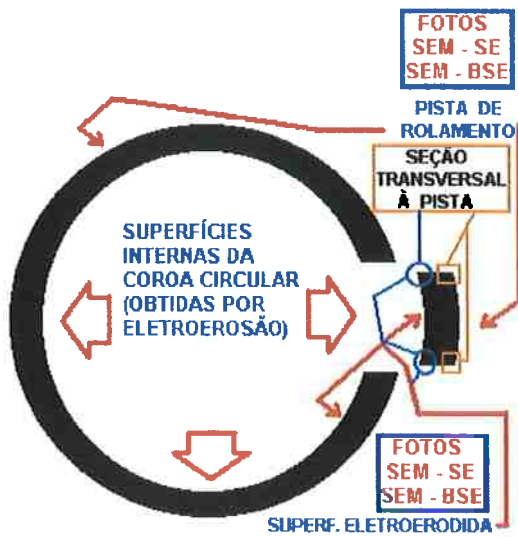 FOTOS
SEM - SE
SEM - BSE
PISTA DE
ROLAMENTO
SEÇÃO
TRANSVERSAL
À PISTA
SUPERFÍCIES
INTERNAS DA
COROA CIRCULAR
(OBTIDAS POR
ELETROEROSÃO)
FOTOS
SEM - SE
SEM - BSE
SUPERF. ELETROERODIDA